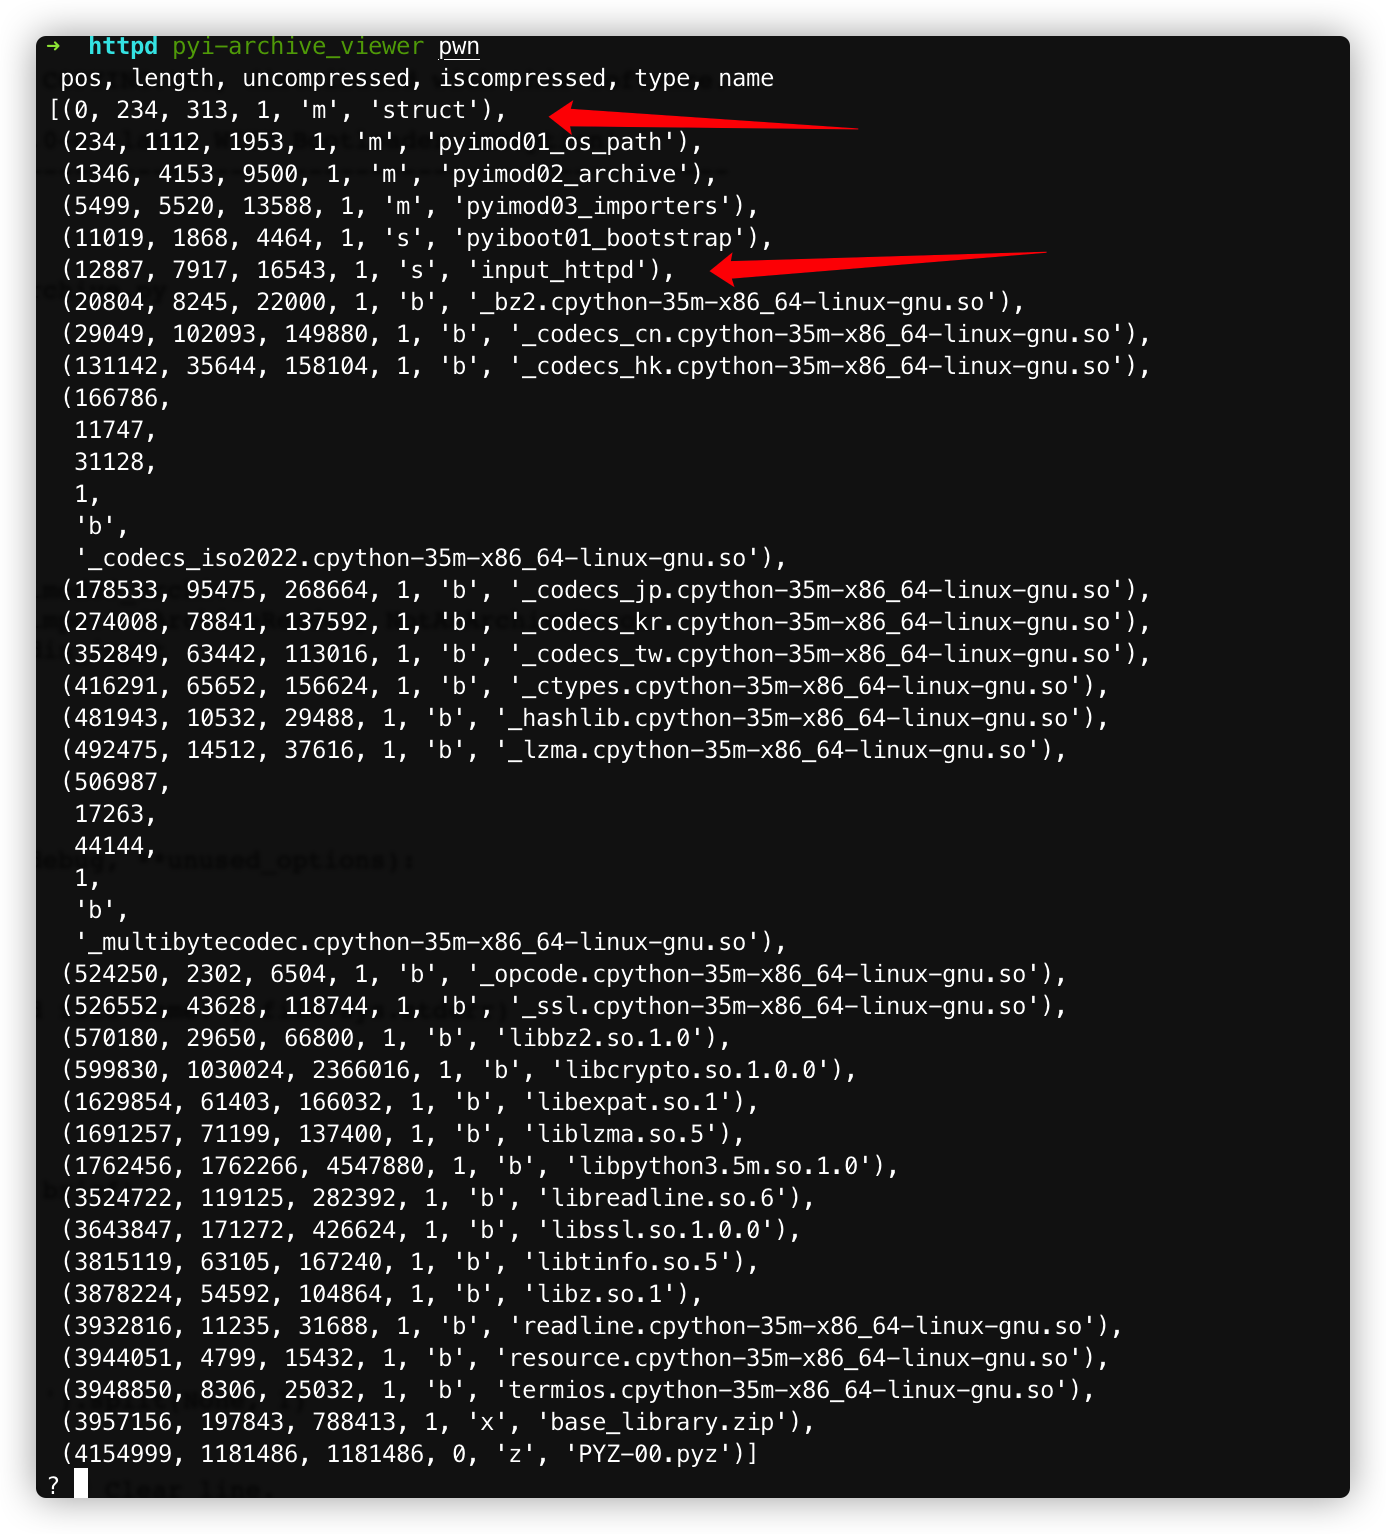 →  httpd pyi-archive_viewer pwn
 pos, length, uncompressed, iscompressed, type, name
[(0, 234, 313, 1, 'm', 'struct'),
 (234, 1112, 1953, 1, 'm', 'pyimod01_os_path'),
 (1346, 4153, 9500, 1, 'm', 'pyimod02_archive'),
 (5499, 5520, 13588, 1, 'm', 'pyimod03_importers'),
 (11019, 1868, 4464, 1, 's', 'pyiboot01_bootstrap'),
 (12887, 7917, 16543, 1, 's', 'input_httpd'),
 (20804, 8245, 22000, 1, 'b', '_bz2.cpython-35m-x86_64-linux-gnu.so'),
 (29049, 102093, 149880, 1, 'b', '_codecs_cn.cpython-35m-x86_64-linux-gnu.so'),
 (131142, 35644, 158104, 1, 'b', '_codecs_hk.cpython-35m-x86_64-linux-gnu.so'),
 (166786,
  11747,
  31128,
  1,
  'b',
  '_codecs_iso2022.cpython-35m-x86_64-linux-gnu.so'),
 (178533, 95475, 268664, 1, 'b', '_codecs_jp.cpython-35m-x86_64-linux-gnu.so'),
 (274008, 78841, 137592, 1, 'b', '_codecs_kr.cpython-35m-x86_64-linux-gnu.so'),
 (352849, 63442, 113016, 1, 'b', '_codecs_tw.cpython-35m-x86_64-linux-gnu.so'),
 (416291, 65652, 156624, 1, 'b', '_ctypes.cpython-35m-x86_64-linux-gnu.so'),
 (481943, 10532, 29488, 1, 'b', '_hashlib.cpython-35m-x86_64-linux-gnu.so'),
 (492475, 14512, 37616, 1, 'b', '_lzma.cpython-35m-x86_64-linux-gnu.so'),
 (506987,
  17263,
  44144,
  1,
  'b',
  '_multibytecodec.cpython-35m-x86_64-linux-gnu.so'),
 (524250, 2302, 6504, 1, 'b', '_opcode.cpython-35m-x86_64-linux-gnu.so'),
 (526552, 43628, 118744, 1, 'b', '_ssl.cpython-35m-x86_64-linux-gnu.so'),
 (570180, 29650, 66800, 1, 'b', 'libbz2.so.1.0'),
 (599830, 1030024, 2366016, 1, 'b', 'libcrypto.so.1.0.0'),
 (1629854, 61403, 166032, 1, 'b', 'libexpat.so.1'),
 (1691257, 71199, 137400, 1, 'b', 'liblzma.so.5'),
 (1762456, 1762266, 4547880, 1, 'b', 'libpython3.5m.so.1.0'),
 (3524722, 119125, 282392, 1, 'b', 'libreadline.so.6'),
 (3643847, 171272, 426624, 1, 'b', 'libssl.so.1.0.0'),
 (3815119, 63105, 167240, 1, 'b', 'libtinfo.so.5'),
 (3878224, 54592, 104864, 1, 'b', 'libz.so.1'),
 (3932816, 11235, 31688, 1, 'b', 'readline.cpython-35m-x86_64-linux-gnu.so'),
 (3944051, 4799, 15432, 1, 'b', 'resource.cpython-35m-x86_64-linux-gnu.so'),
 (3948850, 8306, 25032, 1, 'b', 'termios.cpython-35m-x86_64-linux-gnu.so'),
 (3957156, 197843, 788413, 1, 'x', 'base_library.zip'),
 (4154999, 1181486, 1181486, 0, 'z', 'PYZ-00.pyz')]
? Clear line.